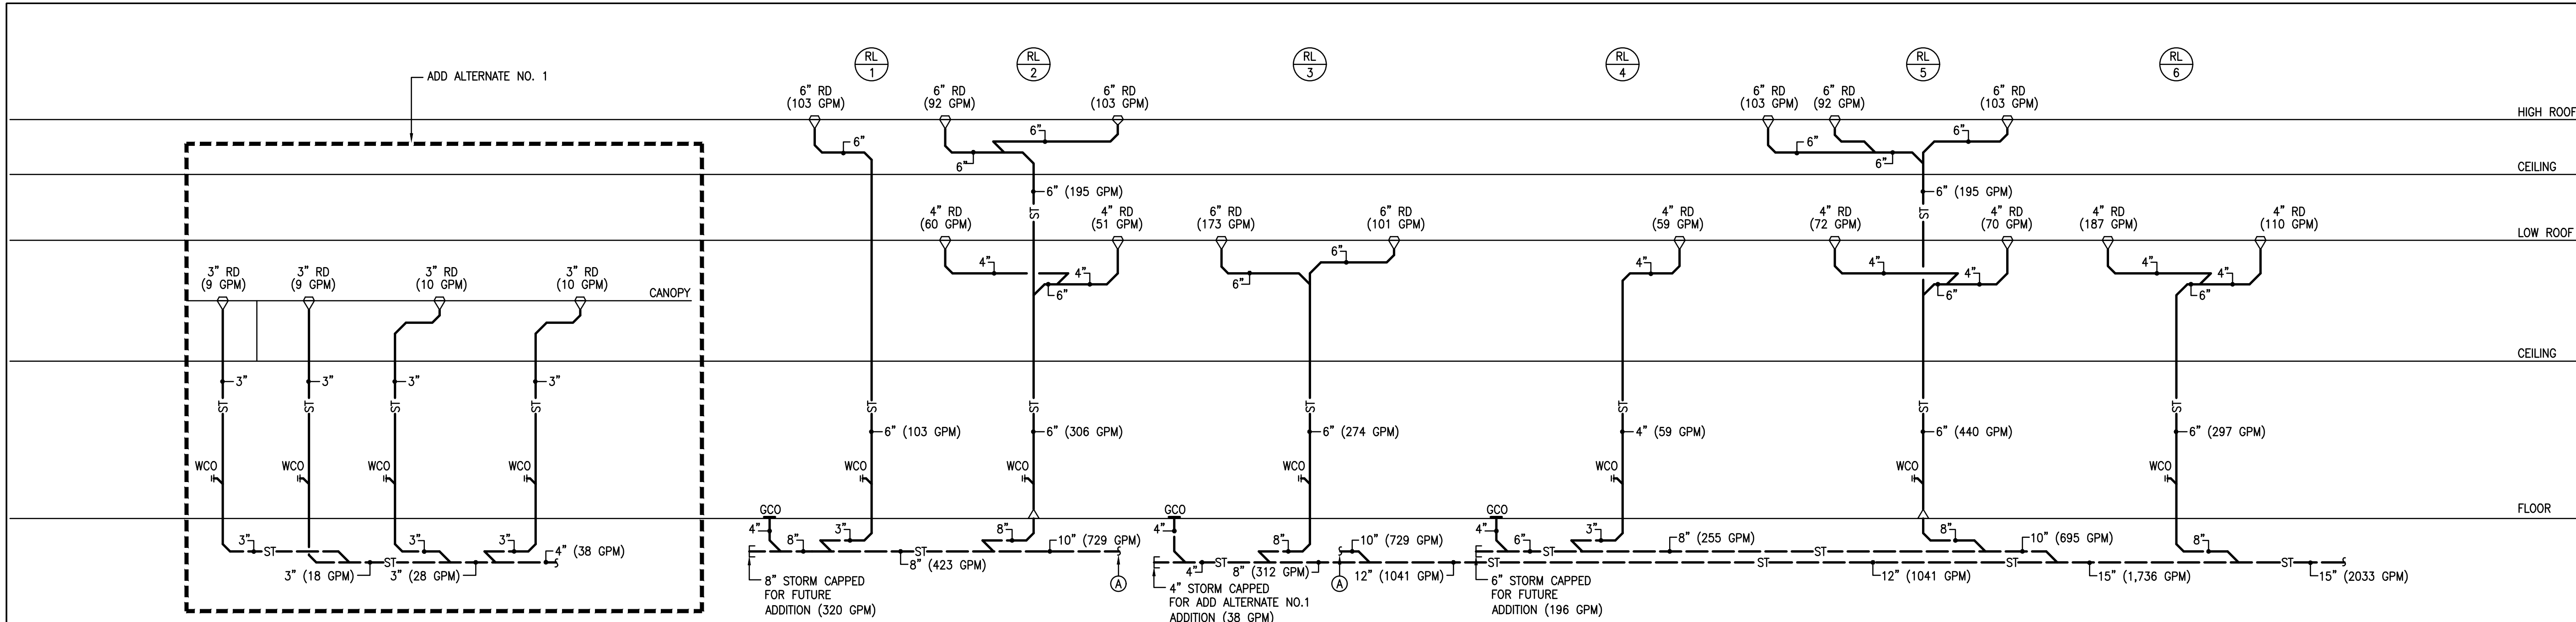 ADD ALTERNATE NO. 1
RL
1
RL
2
RL
3
RL
4
RL
5
RL
6
6" RD
(103 GPM)
6" RD
(92 GPM)
6" RD
(103 GPM)
6" RD
(103 GPM)
6" RD
(92 GPM)
6" RD
(103 GPM)
HIGH ROOF
6"
6"
6"
6"
6"
6"
CEILING
6" (195 GPM)
6" (195 GPM)
ST
ST
4" RD
(60 GPM)
4" RD
(51 GPM)
6" RD
(173 GPM)
6" RD
(101 GPM)
4" RD
(59 GPM)
4" RD
(72 GPM)
4" RD
(70 GPM)
4" RD
(187 GPM)
4" RD
(110 GPM)
LOW ROOF
4"
4"
6"
6"
6"
4"
4"
4"
6"
4"
4"
6"
3" RD
(9 GPM)
3" RD
(9 GPM)
3" RD
(10 GPM)
3" RD
(10 GPM)
CANOPY
CEILING
3"
3"
3"
3"
ST
ST
ST
ST
ST
ST
ST
ST
ST
ST
6" (103 GPM)
6" (306 GPM)
6" (274 GPM)
4" (59 GPM)
6" (440 GPM)
6" (297 GPM)
WCO
WCO
WCO
WCO
WCO
WCO
WCO
WCO
WCO
WCO
GCO
GCO
GCO
FLOOR
3"
ST
3"
3"
4" (38 GPM)
3" (18 GPM)
ST
3" (28 GPM)
4"
8"
3"
ST
8"
10" (729 GPM)
8" (423 GPM)
A
8" STORM CAPPED
FOR FUTURE
ADDITION (320 GPM)
4"
4"
ST
8"
8" (312 GPM)
10" (729 GPM)
12" (1041 GPM)
A
4" STORM CAPPED
FOR ADD ALTERNATE NO.1
ADDITION (38 GPM)
4"
6"
ST
3"
8" (255 GPM)
ST
8"
10" (695 GPM)
8"
ST
ST
12" (1041 GPM)
ST
15" (1,736 GPM)
ST
15" (2033 GPM)
6" STORM CAPPED
FOR FUTURE
ADDITION (196 GPM)